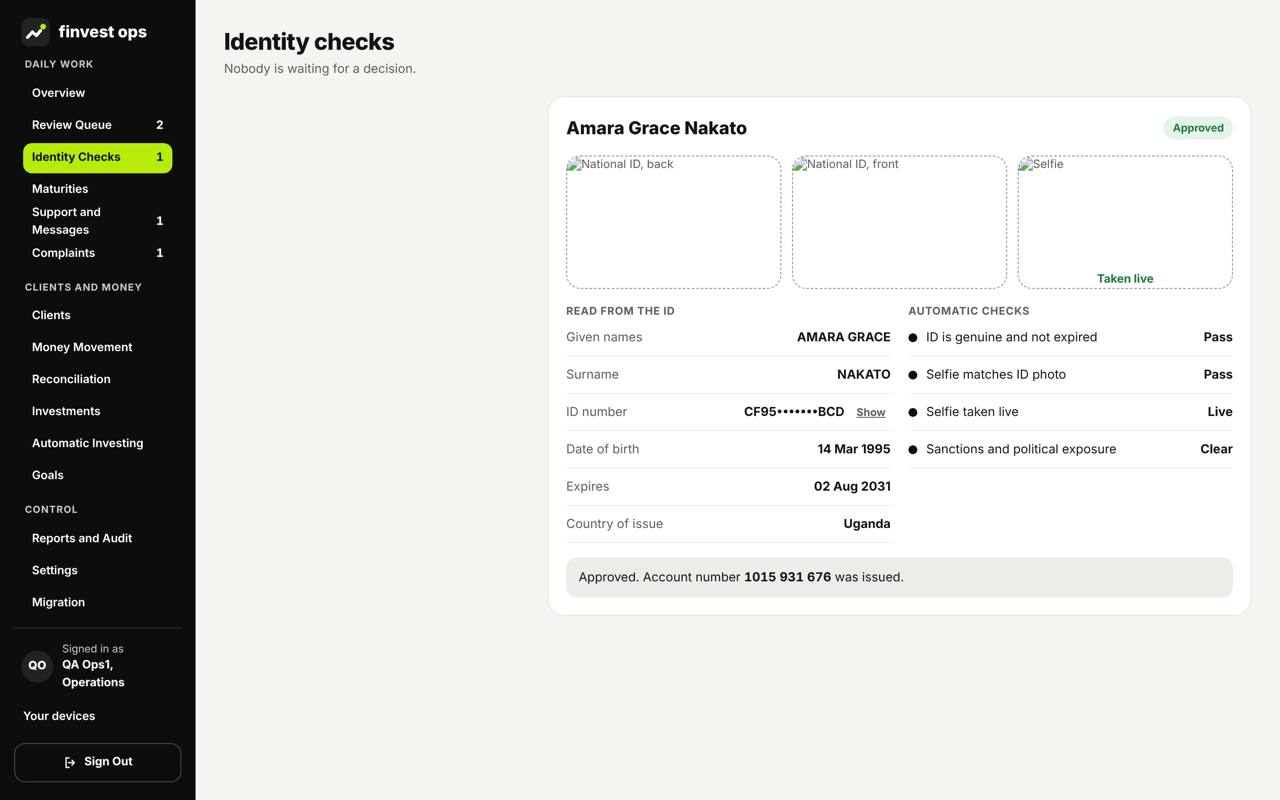 finvest ops
DAILY WORK
Overview
Review Queue 2
Identity Checks 1
Maturities
Support and
Messages 1
Complaints 1
CLIENTS AND MONEY
Clients
Money Movement
Reconciliation
Investments
Automatic Investing
Goals
CONTROL
Reports and Audit
Settings
Migration
QO
Signed in as
QA Ops1,
Operations
Your devices
Sign Out
Identity checks
Nobody is waiting for a decision.
Amara Grace Nakato Approved
National ID, back
National ID, front
Selfie
Taken live
READ FROM THE ID
Given names AMARA GRACE
Surname NAKATO
ID number CF95•••••••BCD Show
Date of birth 14 Mar 1995
Expires 02 Aug 2031
Country of issue Uganda
AUTOMATIC CHECKS
ID is genuine and not expired Pass
Selfie matches ID photo Pass
Selfie taken live Live
Sanctions and political exposure Clear
Approved. Account number 1015 931 676 was issued.